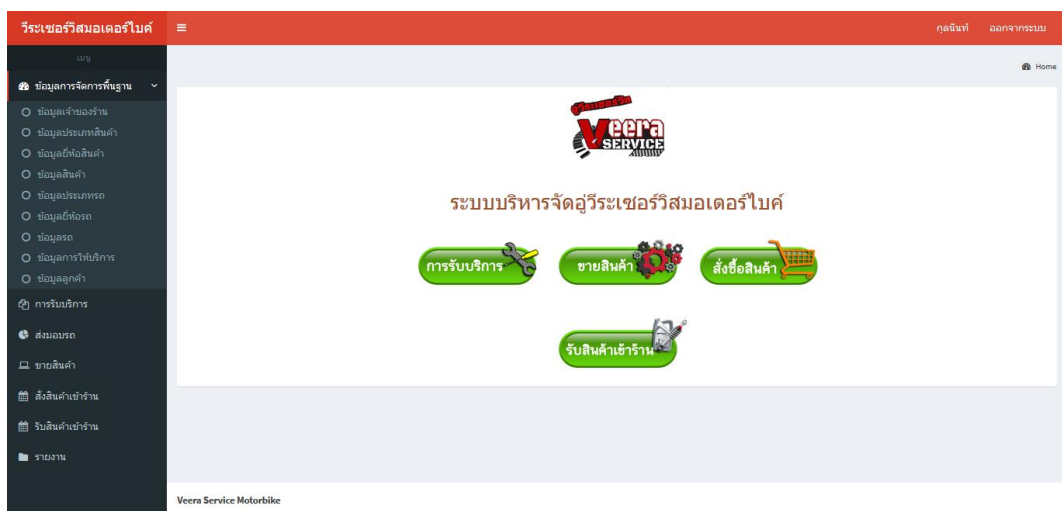 วีระเซอร์วิสมอเตอร์ไบค์
กุลนันท์ ออกจากระบบ
เมนู
Home
ข้อมูลการจัดการพื้นฐาน
ข้อมูลเจ้าของร้าน
ข้อมูลประเภทสินค้า
ข้อมูลยี่ห้อสินค้า
ข้อมูลสินค้า
ข้อมูลประเภทรถ
ข้อมูลยี่ห้อรถ
ข้อมูลรถ
ข้อมูลการให้บริการ
ข้อมูลลูกค้า
การรับบริการ
ส่งมอบรถ
ขายสินค้า
สั่งสินค้าเข้าร้าน
รับสินค้าเข้าร้าน
รายงาน
อู่วีระเซอร์วิส
Veera
SERVICE
ระบบบริหารจัดอู่วีระเซอร์วิสมอเตอร์ไบค์
การรับบริการ
ขายสินค้า
สั่งซื้อสินค้า
รับสินค้าเข้าร้าน
Veera Service Motorbike